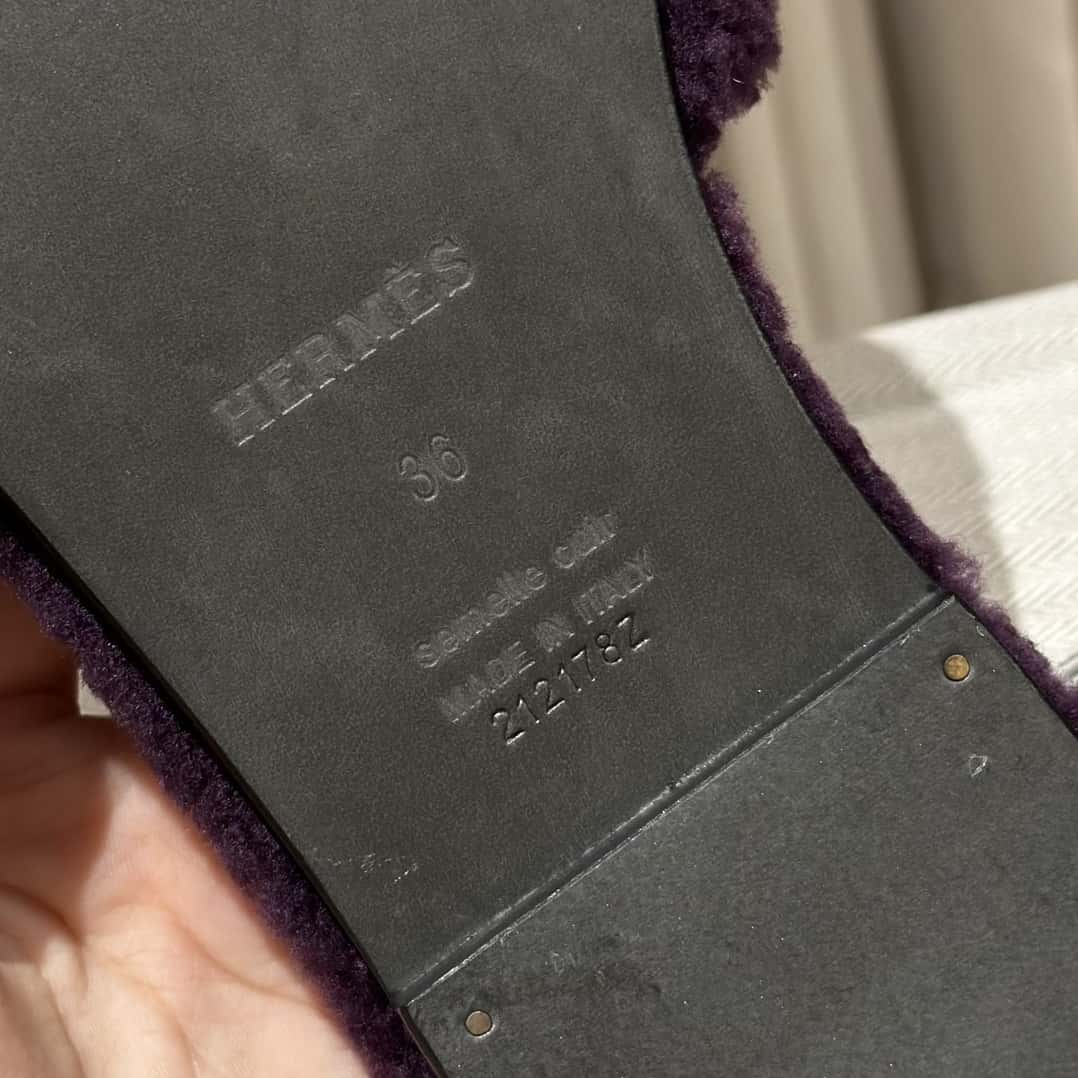 HERMÈS
36
semelle cuir
MADE IN ITALY
212178Z